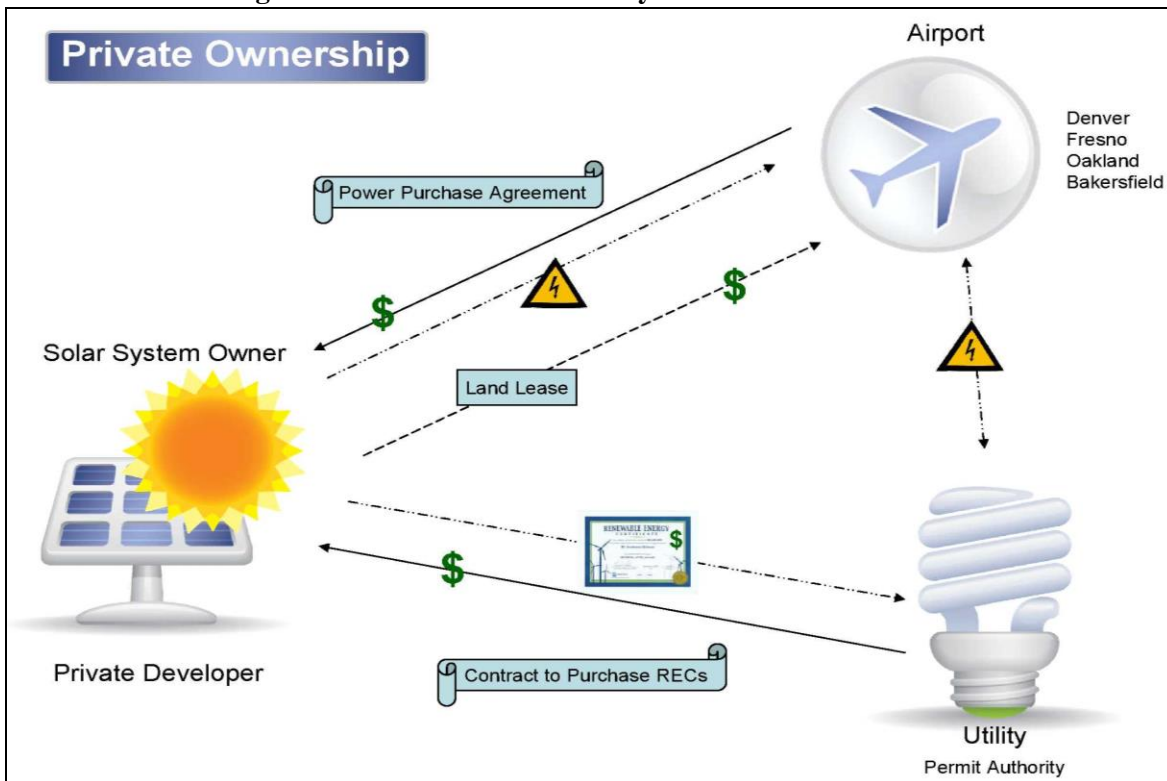 Private Ownership
Airport
Denver
Fresno
Oakland
Bakersfield
Power Purchase Agreement
$
$
Solar System Owner
Land Lease
RENEWABLE ENERGY
CERTIFICATE
$
$
Private Developer
Contract to Purchase RECs
Utility
Permit Authority